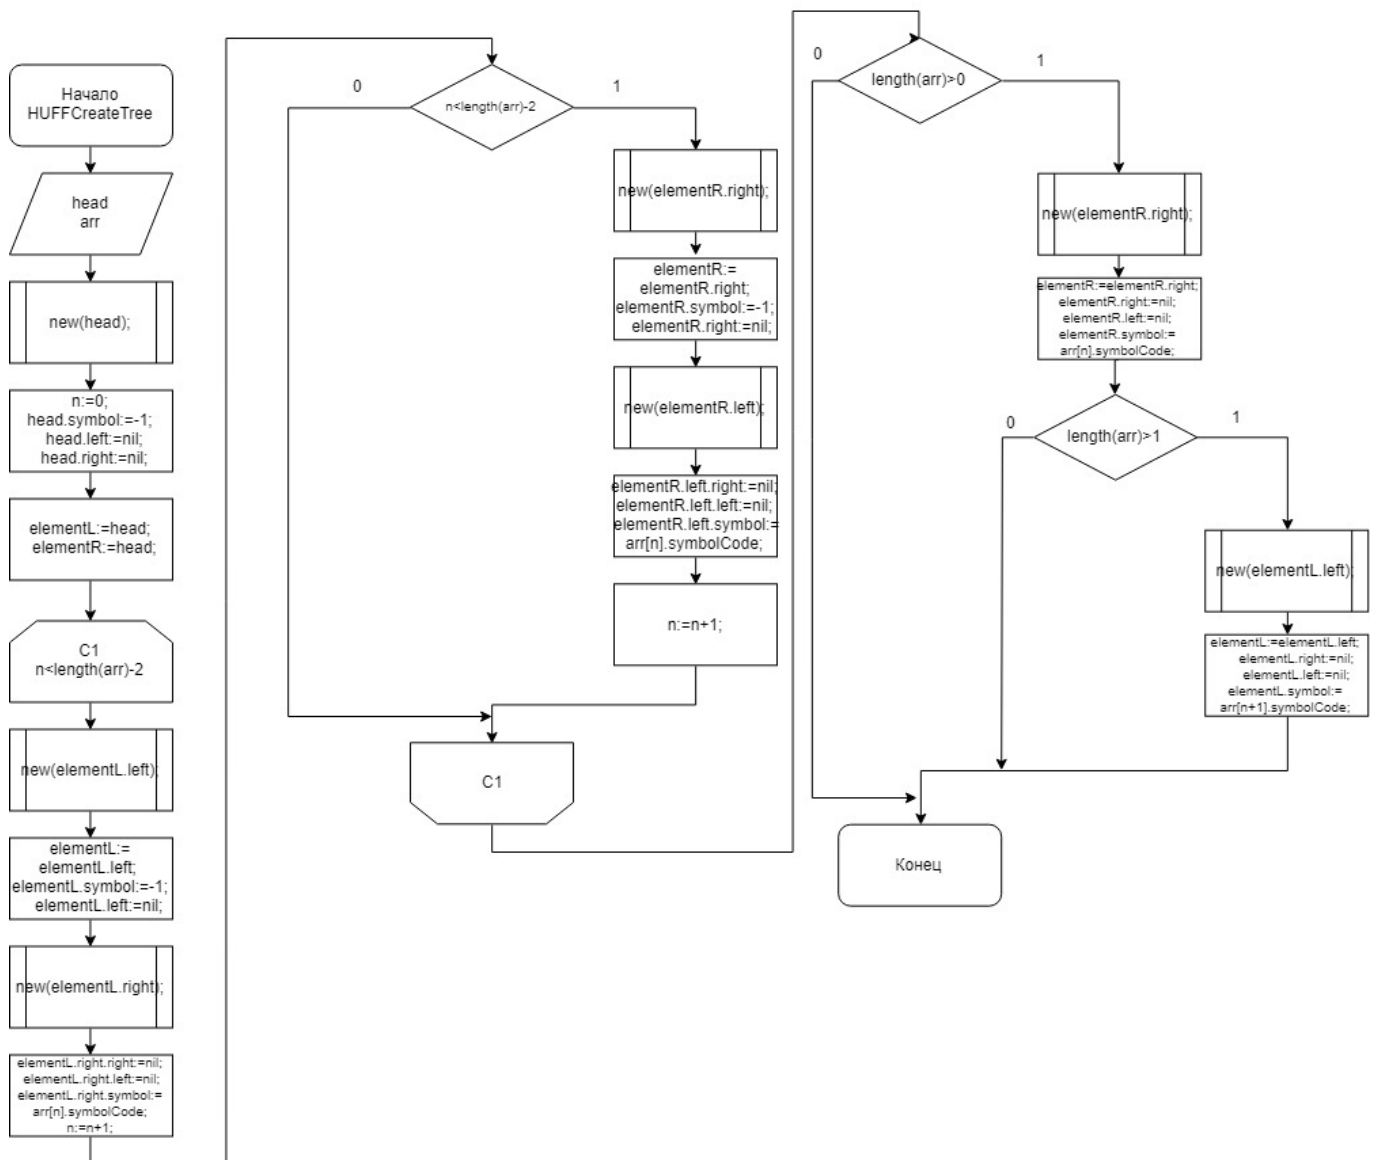 Начало
HUFFCreateTree
head
arr
new(head);
n:=0;
head.symbol:=-1;
head.left:=nil;
head.right:=nil;
elementL:=head;
elementR:=head;
C1
n<length(arr)-2
new(elementL.left);
elementL:=
elementL.left;
elementL.symbol:=-1;
elementL.left:=nil;
new(elementL.right);
elementL.right.right:=nil;
elementL.right.left:=nil;
elementL.right.symbol:=
arr[n].symbolCode;
n:=n+1;
0
n<length(arr)-2
1
new(elementR.right);
elementR:=
elementR.right;
elementR.symbol:=-1;
elementR.right:=nil;
new(elementR.left);
elementR.left.right:=nil;
elementR.left.left:=nil;
elementR.left.symbol:=
arr[n].symbolCode;
n:=n+1;
C1
0
length(arr)>0
1
new(elementR.right);
elementR:=elementR.right;
elementR.right:=nil;
elementR.left:=nil;
elementR.symbol:=
arr[n].symbolCode;
0
length(arr)>1
1
new(elementL.left);
elementL:=elementL.left;
elementL.right:=nil;
elementL.left:=nil;
elementL.symbol:=
arr[n+1].symbolCode;
Конец